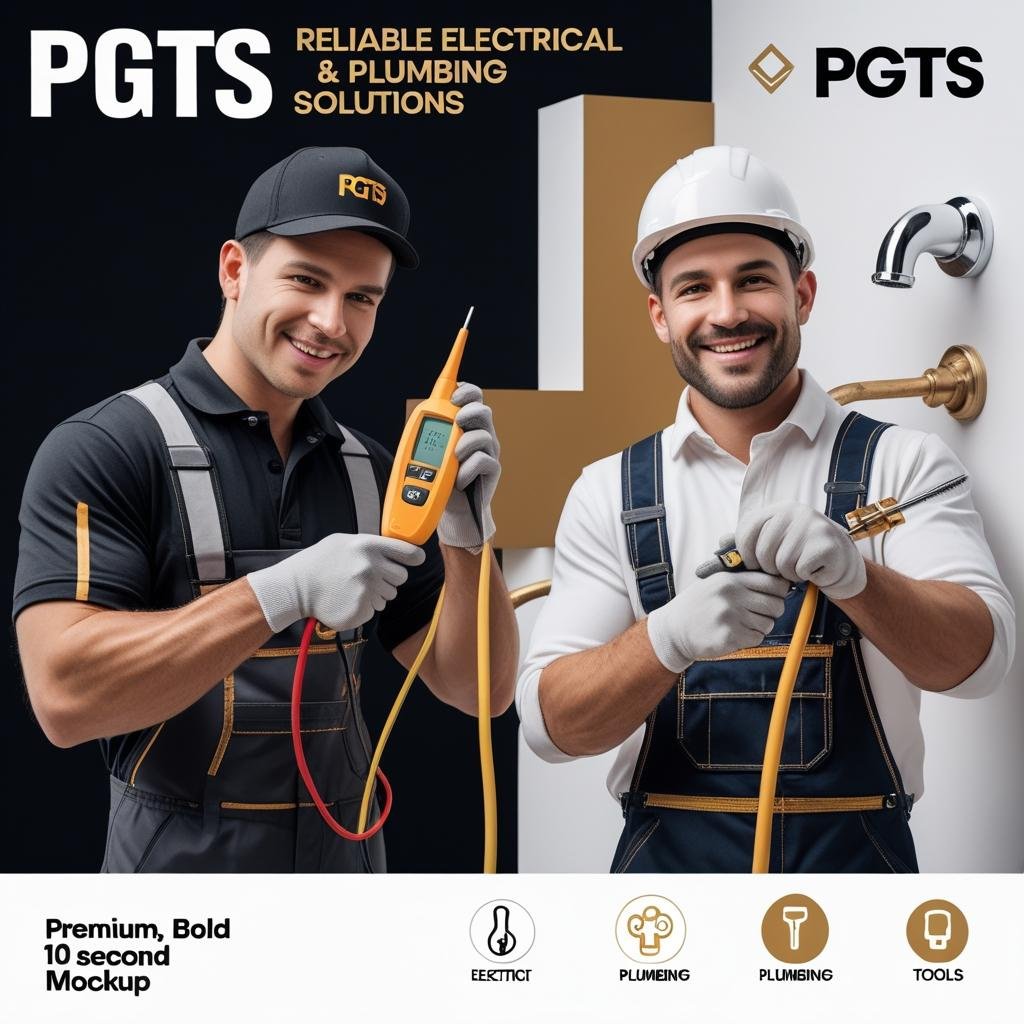 PGTS
RELIABLE ELECTRICAL
& PLUMBING
SOLUTIONS
PGTS
PGTS
Premium, Bold
10 second
Mockup
EERTTICT
PLUMEING
PLUMBING
TOOLS